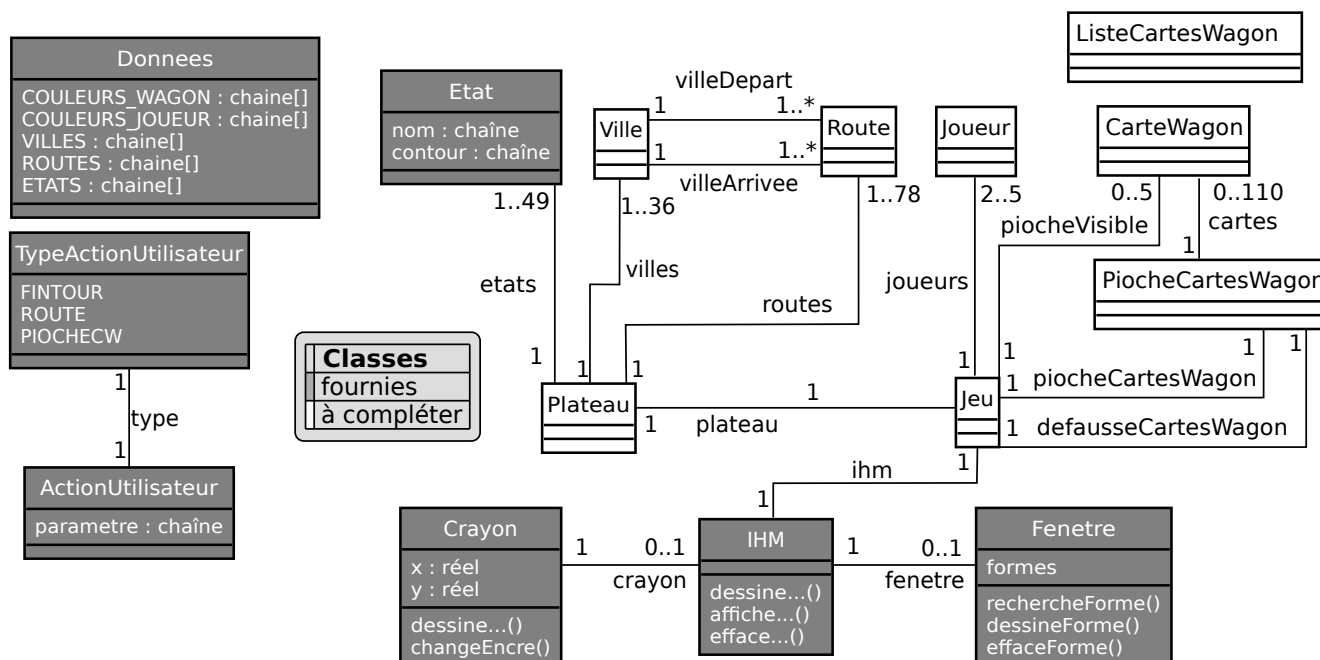 Donnees
COULEURS_WAGON : chaine[]
COULEURS_JOUEUR : chaine[]
VILLES : chaine[]
ROUTES : chaine[]
ETATS : chaine[]
TypeActionUtilisateur
FINTOUR
ROUTE
PIOCHECW
1
type
1
ActionUtilisateur
parametre : chaîne
État
nom : chaîne
contour : chaîne
1..49
etats
1
Ville
1
villeDepart
1..*
1
villeArrivee
1..*
1..36
villes
1
Route
1..78
routes
1
Joueur
2..5
joueurs
1
ListeCartesWagon
CarteWagon
0..5
piocheVisible
1
0..110
cartes
1
PiocheCartesWagon
1
piocheCartesWagon
1
1
defausseCartesWagon
1
Classes
fournies
à compléter
Plateau
1
plateau
1
Jeu
1
ihm
1
Crayon
x : réel
y : réel
dessine...()
changeEncre()
1
crayon
0..1
IHM
dessine...()
affiche...()
efface...()
1
fenetre
0..1
Fenetre
formes
rechercheForme()
dessineForme()
effaceForme()